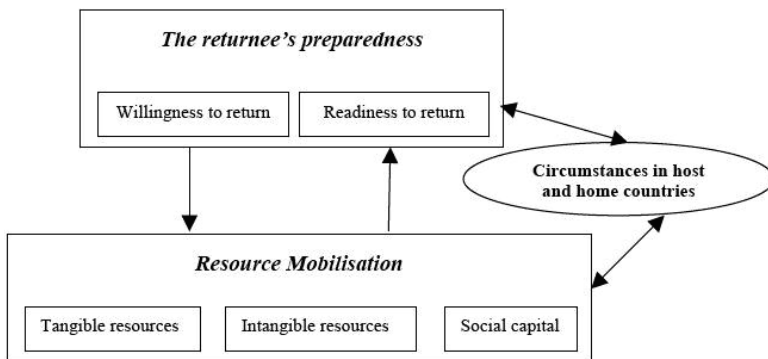 The returnee's preparedness
Willingness to return
Readiness to return
Circumstances in host
and home countries
Resource Mobilisation
Tangible resources
Intangible resources
Social capital